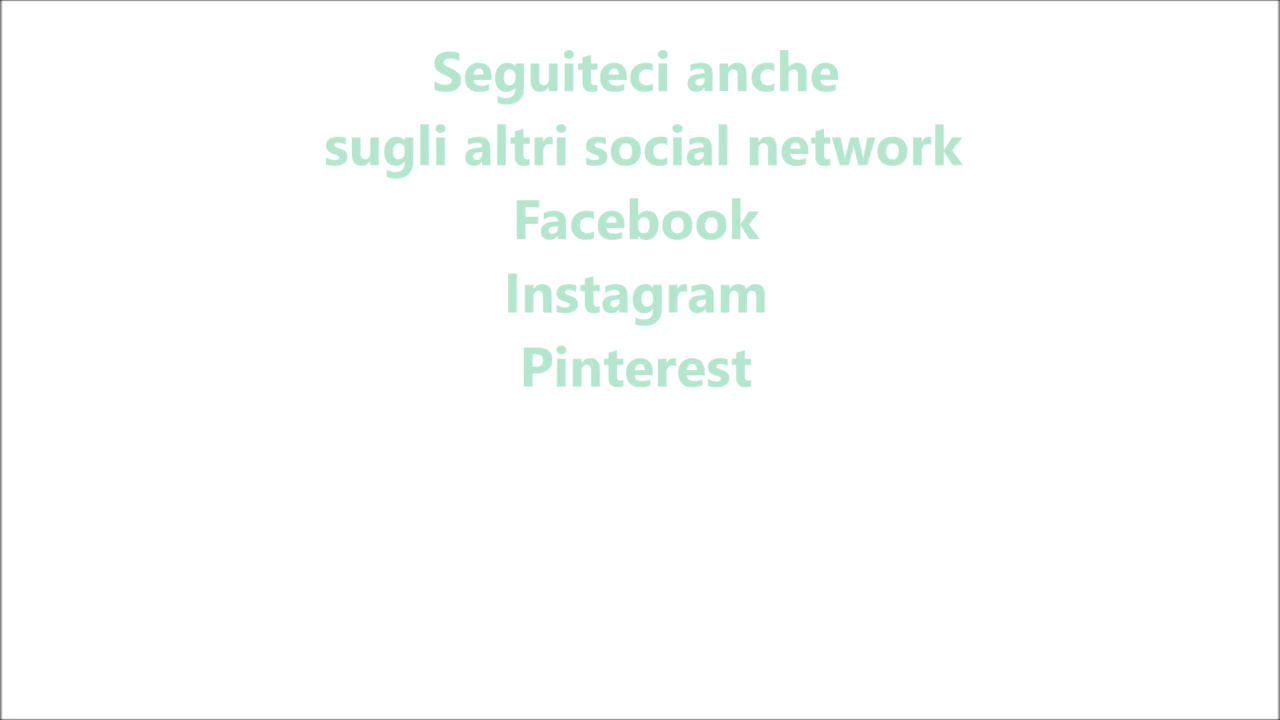 Seguiteci anche
sugli altri social network
Facebook
Instagram
Pinterest